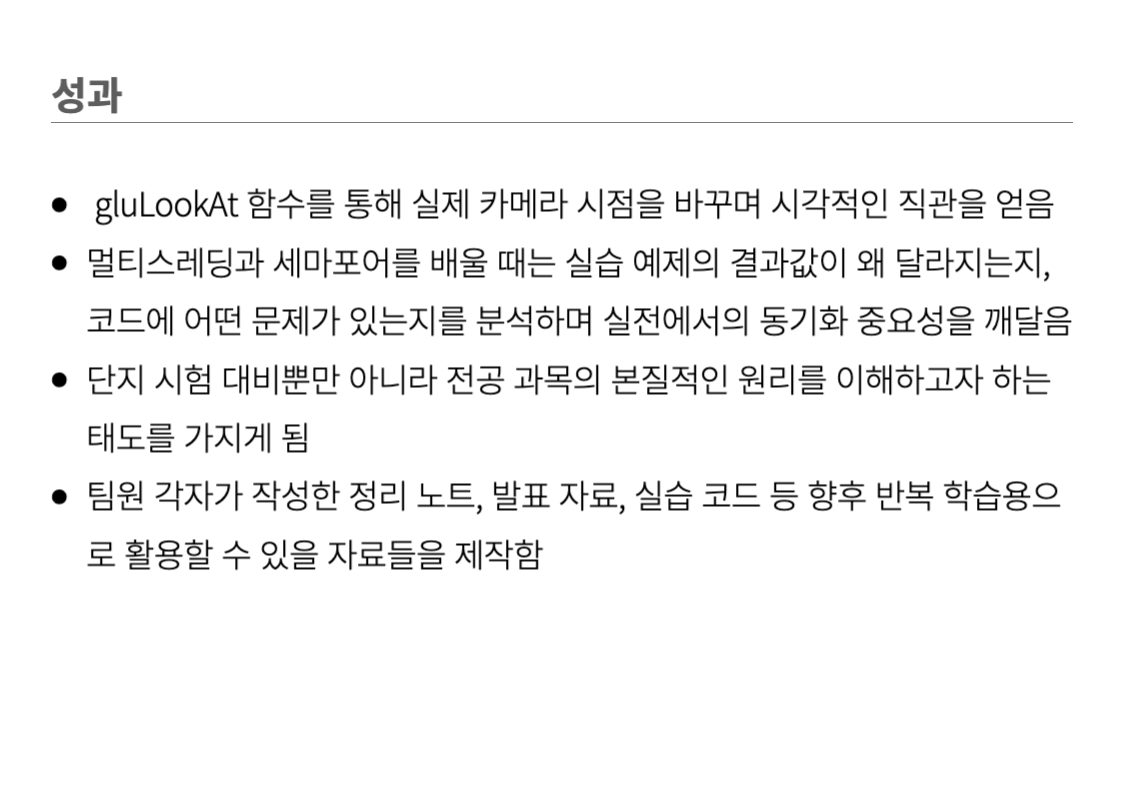 성과
● gluLookAt 함수를 통해 실제 카메라 시점을 바꾸며 시각적인 직관을 얻음
● 멀티스레딩과 세마포어를 배울 때는 실습 예제의 결과값이 왜 달라지는지,
코드에 어떤 문제가 있는지를 분석하며 실전에서의 동기화 중요성을 깨달음
● 단지 시험 대비뿐만 아니라 전공 과목의 본질적인 원리를 이해하고자 하는
태도를 가지게 됨
● 팀원 각자가 작성한 정리 노트, 발표 자료, 실습 코드 등 향후 반복 학습용으
로 활용할 수 있을 자료들을 제작함